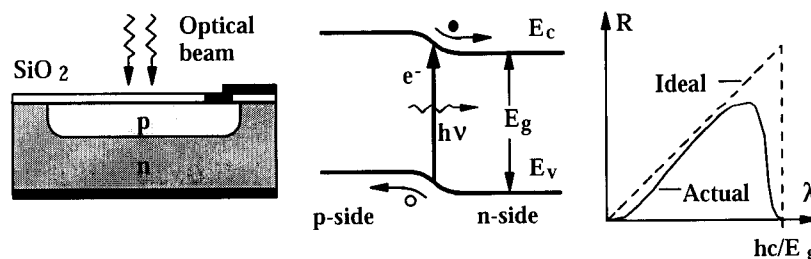 Optical
beam
SiO 2
p
n
E c
e-
hν
E g
E v
p-side
n-side
R
Ideal
Actual
λ
hc/E g